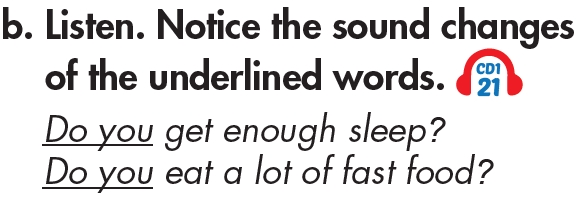 b. Listen. Notice the sound changes
of the underlined words. CD1 21
Do you get enough sleep?
Do you eat a lot of fast food?